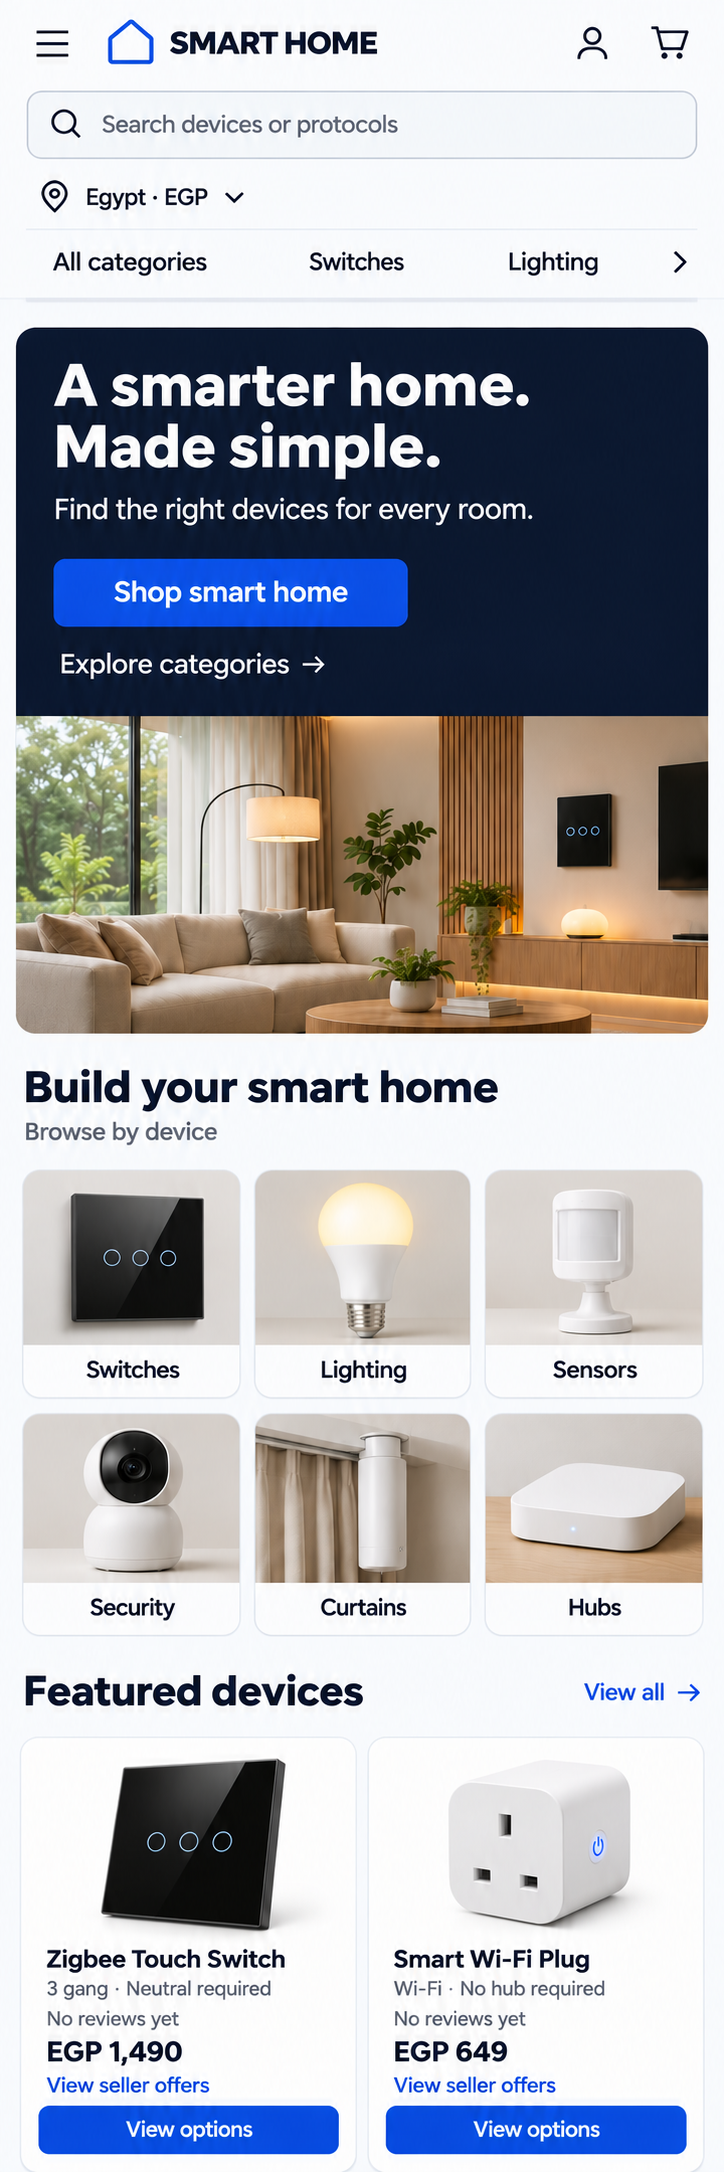 SMART HOME
Search devices or protocols
Egypt · EGP
All categories
Switches
Lighting
A smarter home.
Made simple.
Find the right devices for every room.
Shop smart home
Explore categories →
Build your smart home
Browse by device
Switches
Lighting
Sensors
Security
Curtains
Hubs
Featured devices
View all →
Zigbee Touch Switch
3 gang · Neutral required
No reviews yet
EGP 1,490
View seller offers
View options
Smart Wi-Fi Plug
Wi-Fi · No hub required
No reviews yet
EGP 649
View seller offers
View options